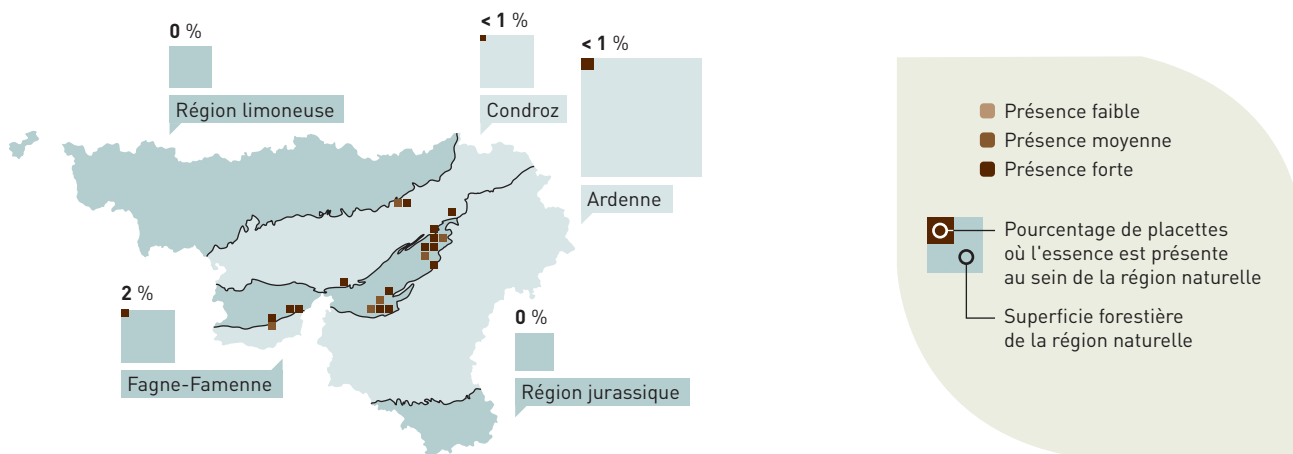 0 %
Région limoneuse
< 1 %
Condroz
< 1 %
Ardenne
2 %
Fagne-Famenne
0 %
Région jurassique
Présence faible
Présence moyenne
Présence forte
Pourcentage de placettes
où l'essence est présente
au sein de la région naturelle
Superficie forestière
de la région naturelle